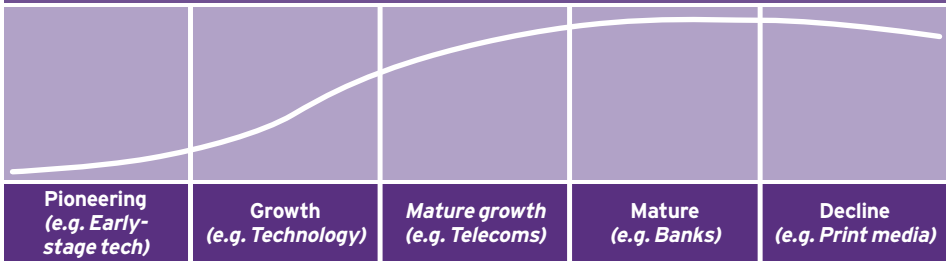 Pioneering
(e.g. Early-
stage tech)
Growth
(e.g. Technology)
Mature growth
(e.g. Telecoms)
Mature
(e.g. Banks)
Decline
(e.g. Print media)